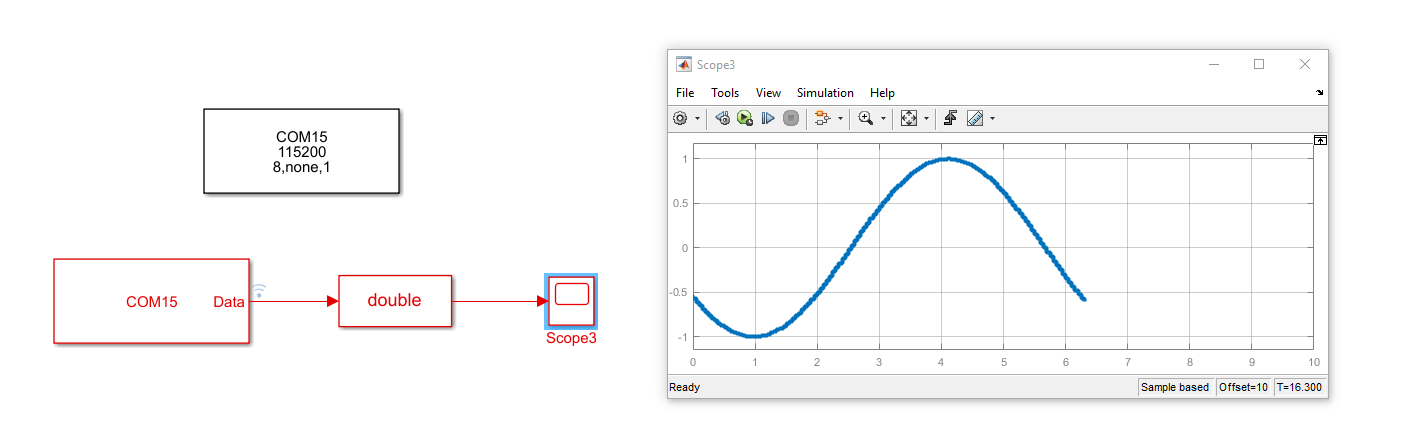 COM15
115200
8,none,1
COM15
Data
double
Scope3
Scope3
File Tools View Simulation Help
1
0.5
0
-0.5
-1
0 1 2 3 4 5 6 7 8 9 10
Ready
Sample based Offset=10 T=16.300